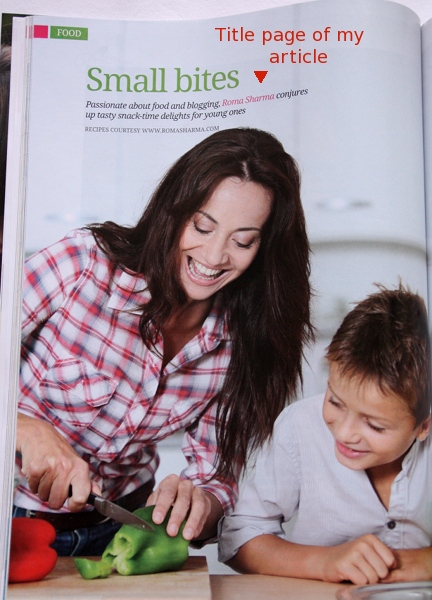 FOOD
Title page of my
article
Small bites
Passionate about food and blogging, Roma Sharma conjures
up tasty snack-time delights for young ones
RECIPES COURTESY WWW.ROMASHARMA.COM